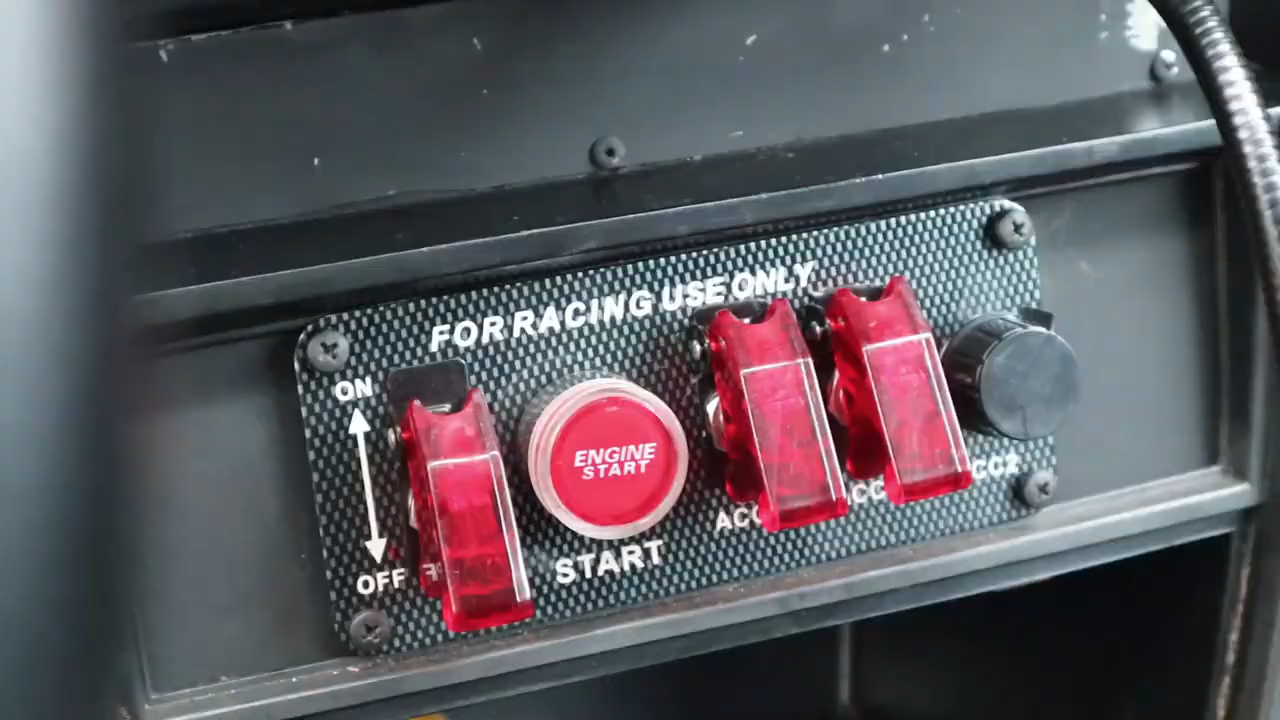 FOR RACING USE ONLY
ON
ENGINE
START
OFF
START